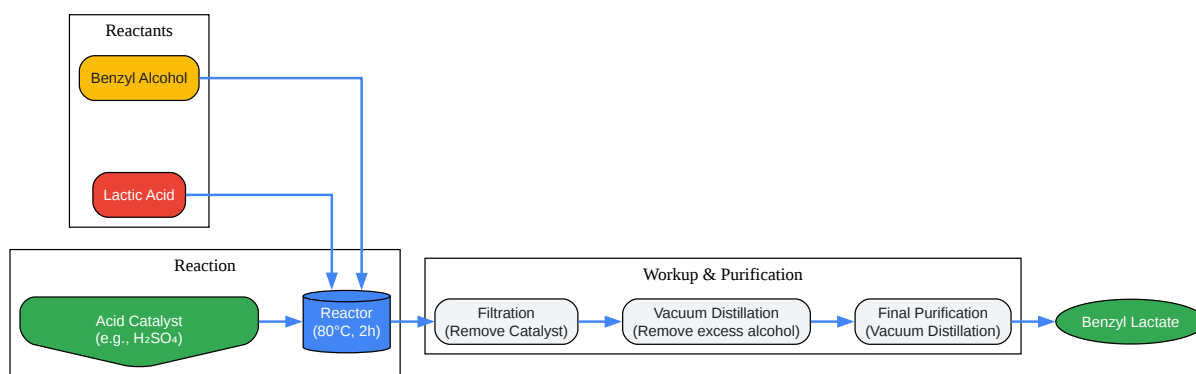 Reactants
Benzyl Alcohol
Lactic Acid
Reaction
Acid Catalyst
(e.g., H₂SO₄)
Reactor
(80°C, 2h)
Workup & Purification
Filtration
(Remove Catalyst)
Vacuum Distillation
(Remove excess alcohol)
Final Purification
(Vacuum Distillation)
Benzyl Lactate